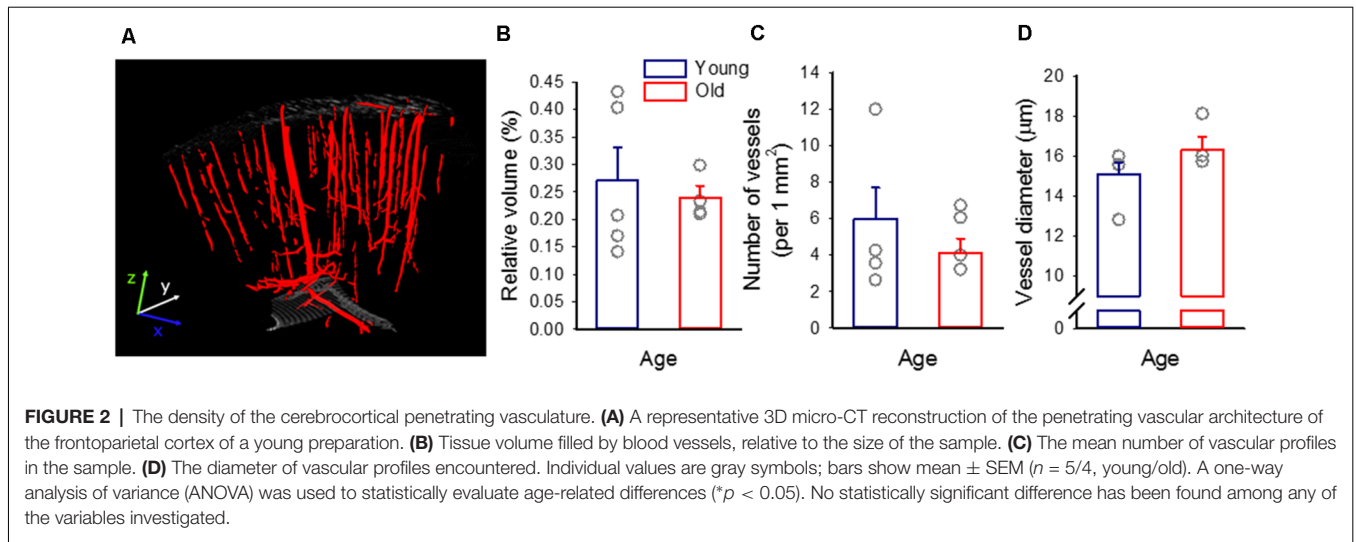 A
z
y
x
B
Young
Old
Relative volume (%)
0.45
0.40
0.35
0.30
0.25
0.20
0.15
0.10
0.05
0.00
Age
C
Number of vessels
(per 1 mm²)
14
12
10
8
6
4
2
0
Age
D
Vessel diameter (µm)
20
18
16
14
12
10
0
Age
FIGURE 2 | The density of the cerebrocortical penetrating vasculature. (A) A representative 3D micro-CT reconstruction of the penetrating vascular architecture of
the frontoparietal cortex of a young preparation. (B) Tissue volume filled by blood vessels, relative to the size of the sample. (C) The mean number of vascular profiles
in the sample. (D) The diameter of vascular profiles encountered. Individual values are gray symbols; bars show mean ± SEM (n = 5/4, young/old). A one-way
analysis of variance (ANOVA) was used to statistically evaluate age-related differences (*p < 0.05). No statistically significant difference has been found among any of
the variables investigated.